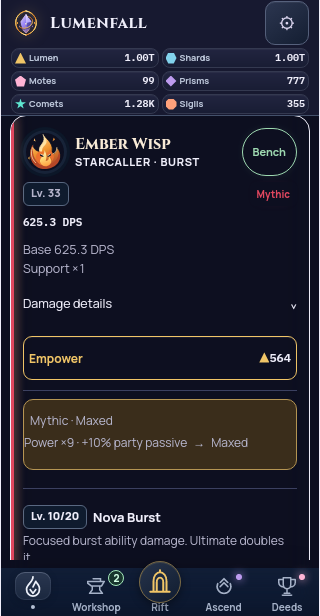 LUMENFALL
Lumen 1.00T
Shards 1.00T
Motes 99
Prisms 777
Comets 1.28K
Sigils 355
EMBER WISP
STARCALLER · BURST
Bench
Lv. 33
Mythic
625.3 DPS
Base 625.3 DPS
Support ×1
Damage details
Empower 564
Mythic · Maxed
Power ×9 · +10% party passive → Maxed
Lv. 10/20 Nova Burst
Focused burst ability damage. Ultimate doubles
it
2
Workshop
Rift
Ascend
Deeds